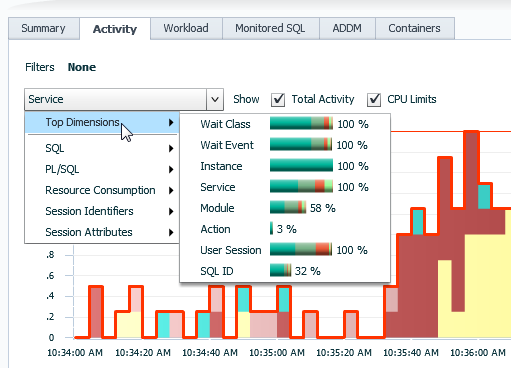 Summary Activity Workload Monitored SQL ADDM Containers
Filters None
Service Show Total Activity CPU Limits
Top Dimensions
SQL
PL/SQL
Resource Consumption
Session Identifiers
Session Attributes
Wait Class 100 %
Wait Event 100 %
Instance 100 %
Service 100 %
Module 58 %
Action 3 %
User Session 100 %
SQL ID 32 %
.8
.6
.4
.2
0
10:34:00 AM 10:34:20 AM 10:34:40 AM 10:35:00 AM 10:35:20 AM 10:35:40 AM 10:36:00 AM